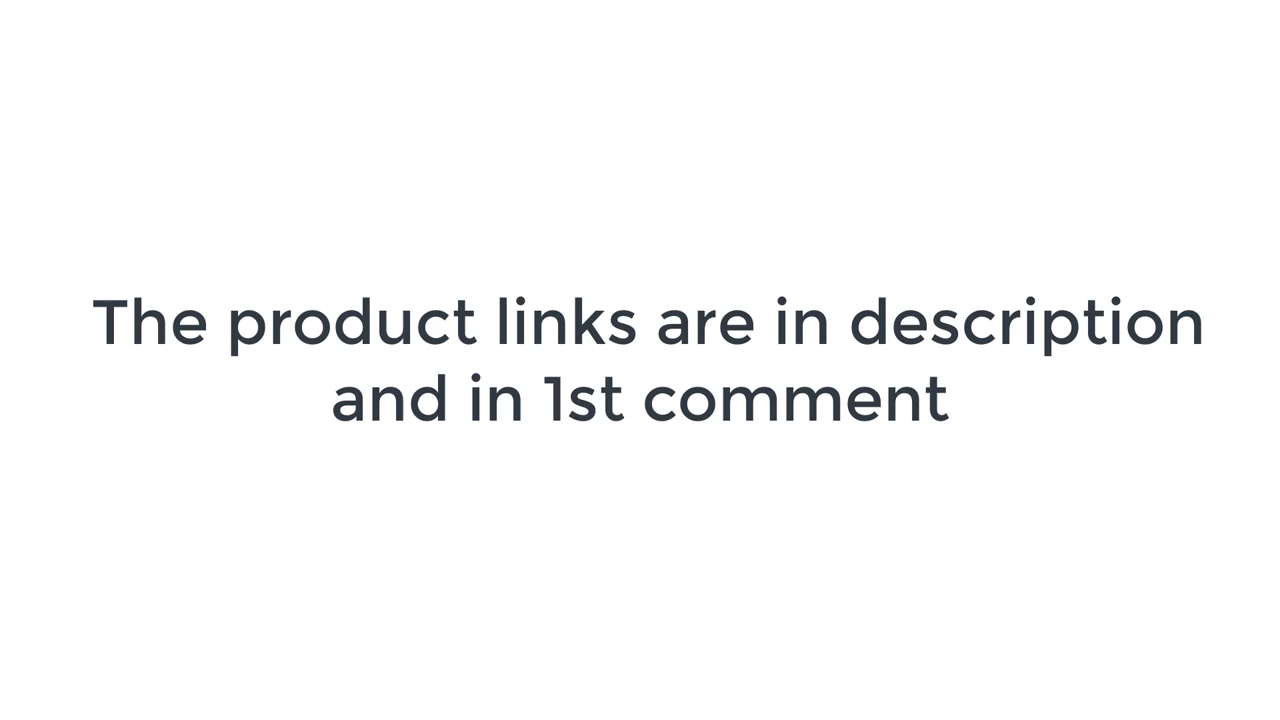 The product links are in description
and in 1st comment